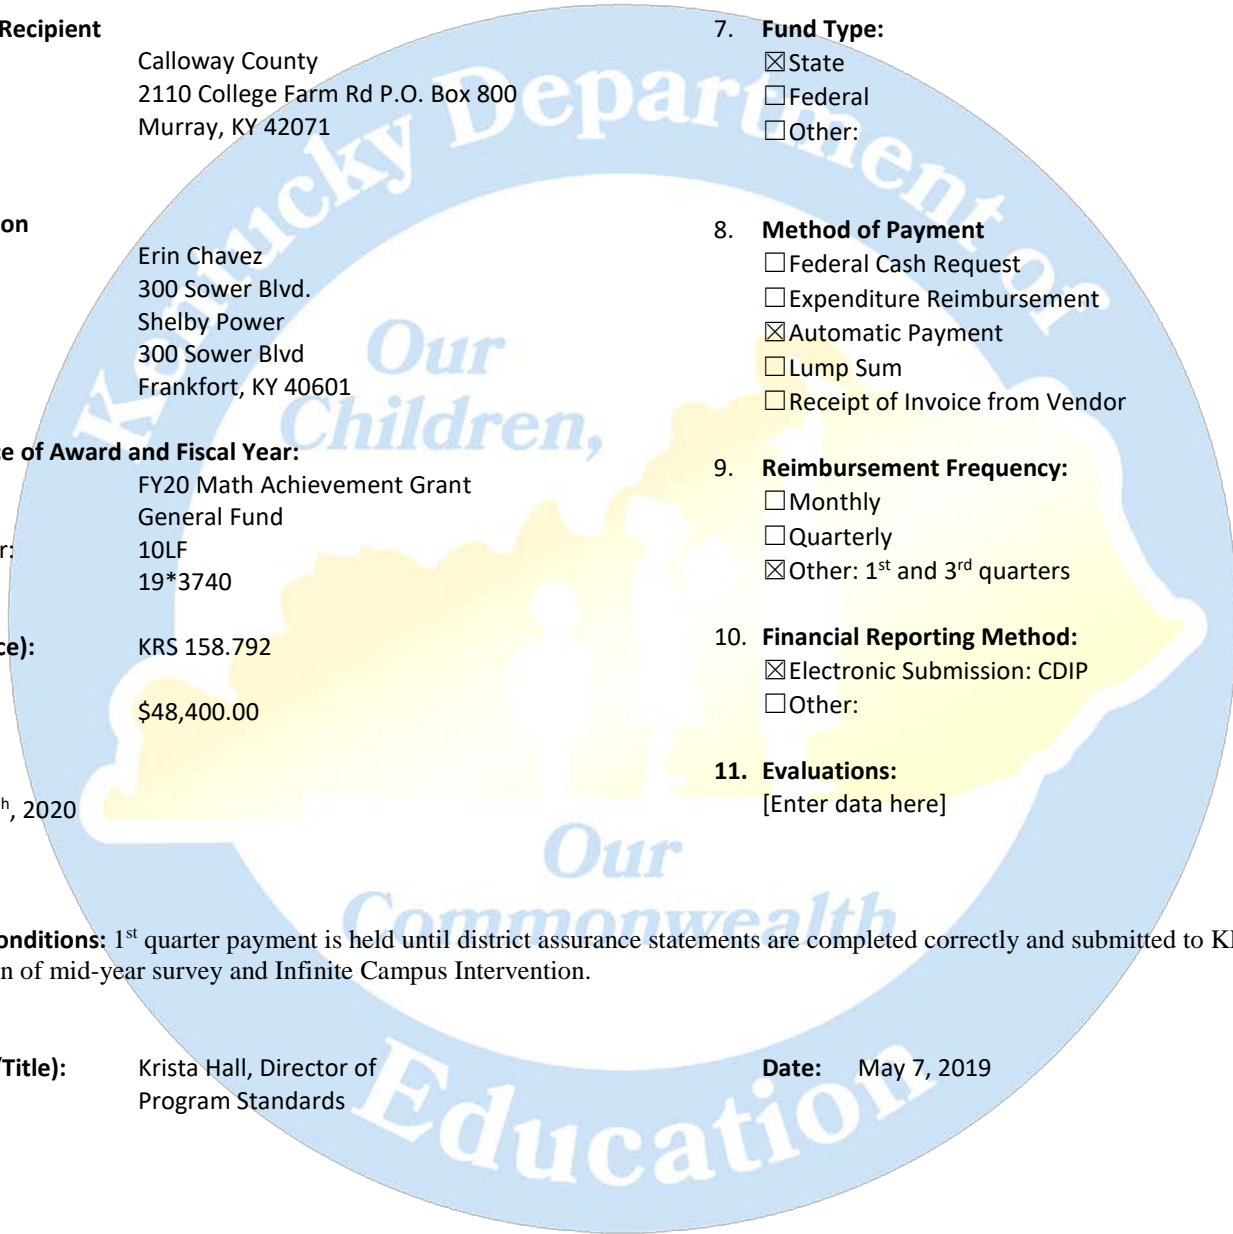 Recipient
Calloway County
2110 College Farm Rd P.O. Box 800
Murray, KY 42071
on
Erin Chavez
300 Sower Blvd.
Shelby Power
300 Sower Blvd
Frankfort, KY 40601
e of Award and Fiscal Year:
FY20 Math Achievement Grant
General Fund
r: 10LF
19*3740
ce): KRS 158.792
$48,400.00
h, 2020
7. Fund Type:
☒State
☐Federal
☐Other:
8. Method of Payment
☐Federal Cash Request
☐Expenditure Reimbursement
☒Automatic Payment
☐Lump Sum
☐Receipt of Invoice from Vendor
9. Reimbursement Frequency:
☐Monthly
☐Quarterly
☒Other: 1st and 3rd quarters
10. Financial Reporting Method:
☒Electronic Submission: CDIP
☐Other:
11. Evaluations:
[Enter data here]
onditions: 1st quarter payment is held until district assurance statements are completed correctly and submitted to K
n of mid-year survey and Infinite Campus Intervention.
Title): Krista Hall, Director of
Program Standards
Date: May 7, 2019
Kentucky Department of
Education
Our
Children,
Our
Commonwealth